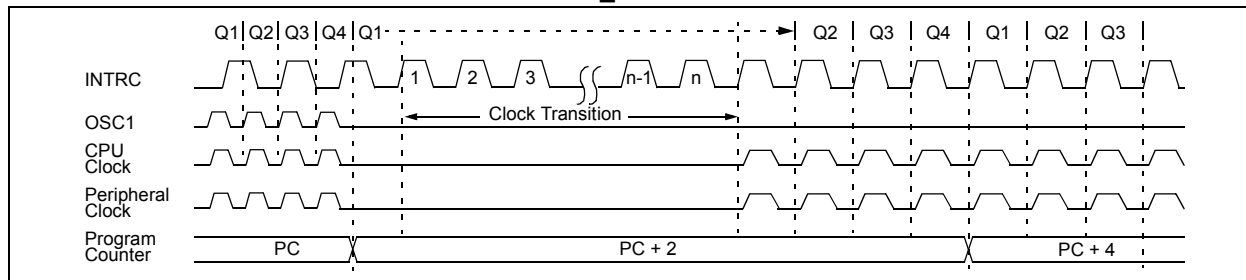 Q1 Q2 Q3 Q4 Q1 Q2 Q3 Q4 Q1 Q2 Q3
INTRC
1 2 3 n-1 n
Clock Transition
OSC1
CPU
Clock
Peripheral
Clock
Program
Counter
PC PC + 2 PC + 4